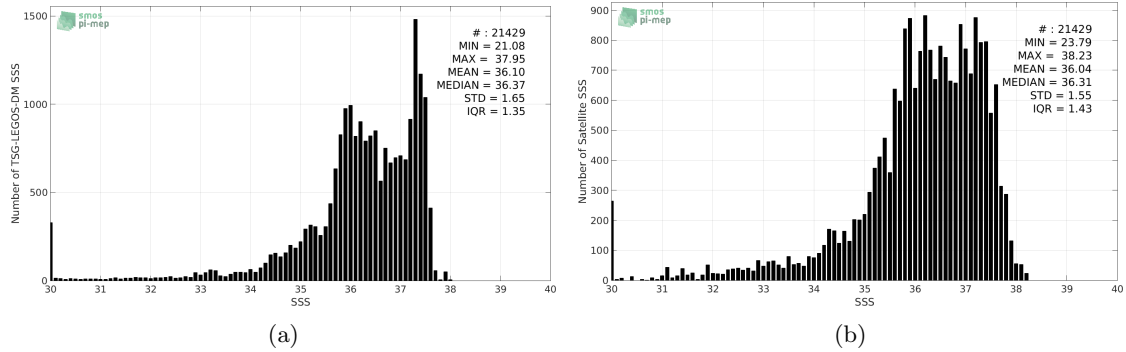 smos
pi-mep
# : 21429
MIN = 21.08
MAX = 37.95
MEAN = 36.10
MEDIAN = 36.37
STD = 1.65
IQR = 1.35
Number of TSG-LEGOS-DM SSS
1500
1000
500
0
30 31 32 33 34 35 36 37 38 39 40
SSS
(a)
smos
pi-mep
# : 21429
MIN = 23.79
MAX = 38.23
MEAN = 36.04
MEDIAN = 36.31
STD = 1.55
IQR = 1.43
Number of Satellite SSS
900
800
700
600
500
400
300
200
100
0
30 31 32 33 34 35 36 37 38 39 40
SSS
(b)